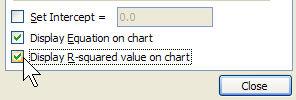 Set Intercept = 0.0
Display Equation on chart
Display R-squared value on chart
Close